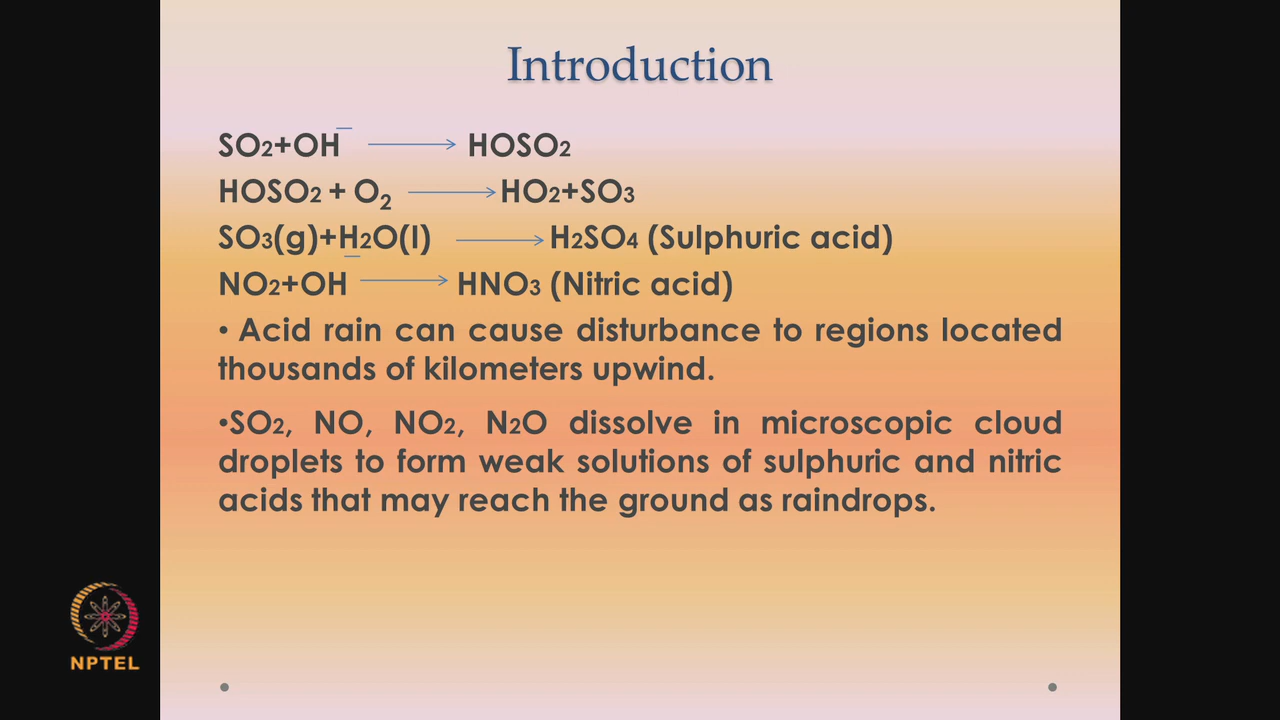 Introduction
SO₂+OH⁻ → HOSO₂
HOSO₂ + O₂ → HO₂+SO₃
SO₃(g)+H₂O(l) → H₂SO₄ (Sulphuric acid)
NO₂+OH⁻ → HNO₃ (Nitric acid)
• Acid rain can cause disturbance to regions located
thousands of kilometers upwind.
•SO₂, NO, NO₂, N₂O dissolve in microscopic cloud
droplets to form weak solutions of sulphuric and nitric
acids that may reach the ground as raindrops.
NPTEL